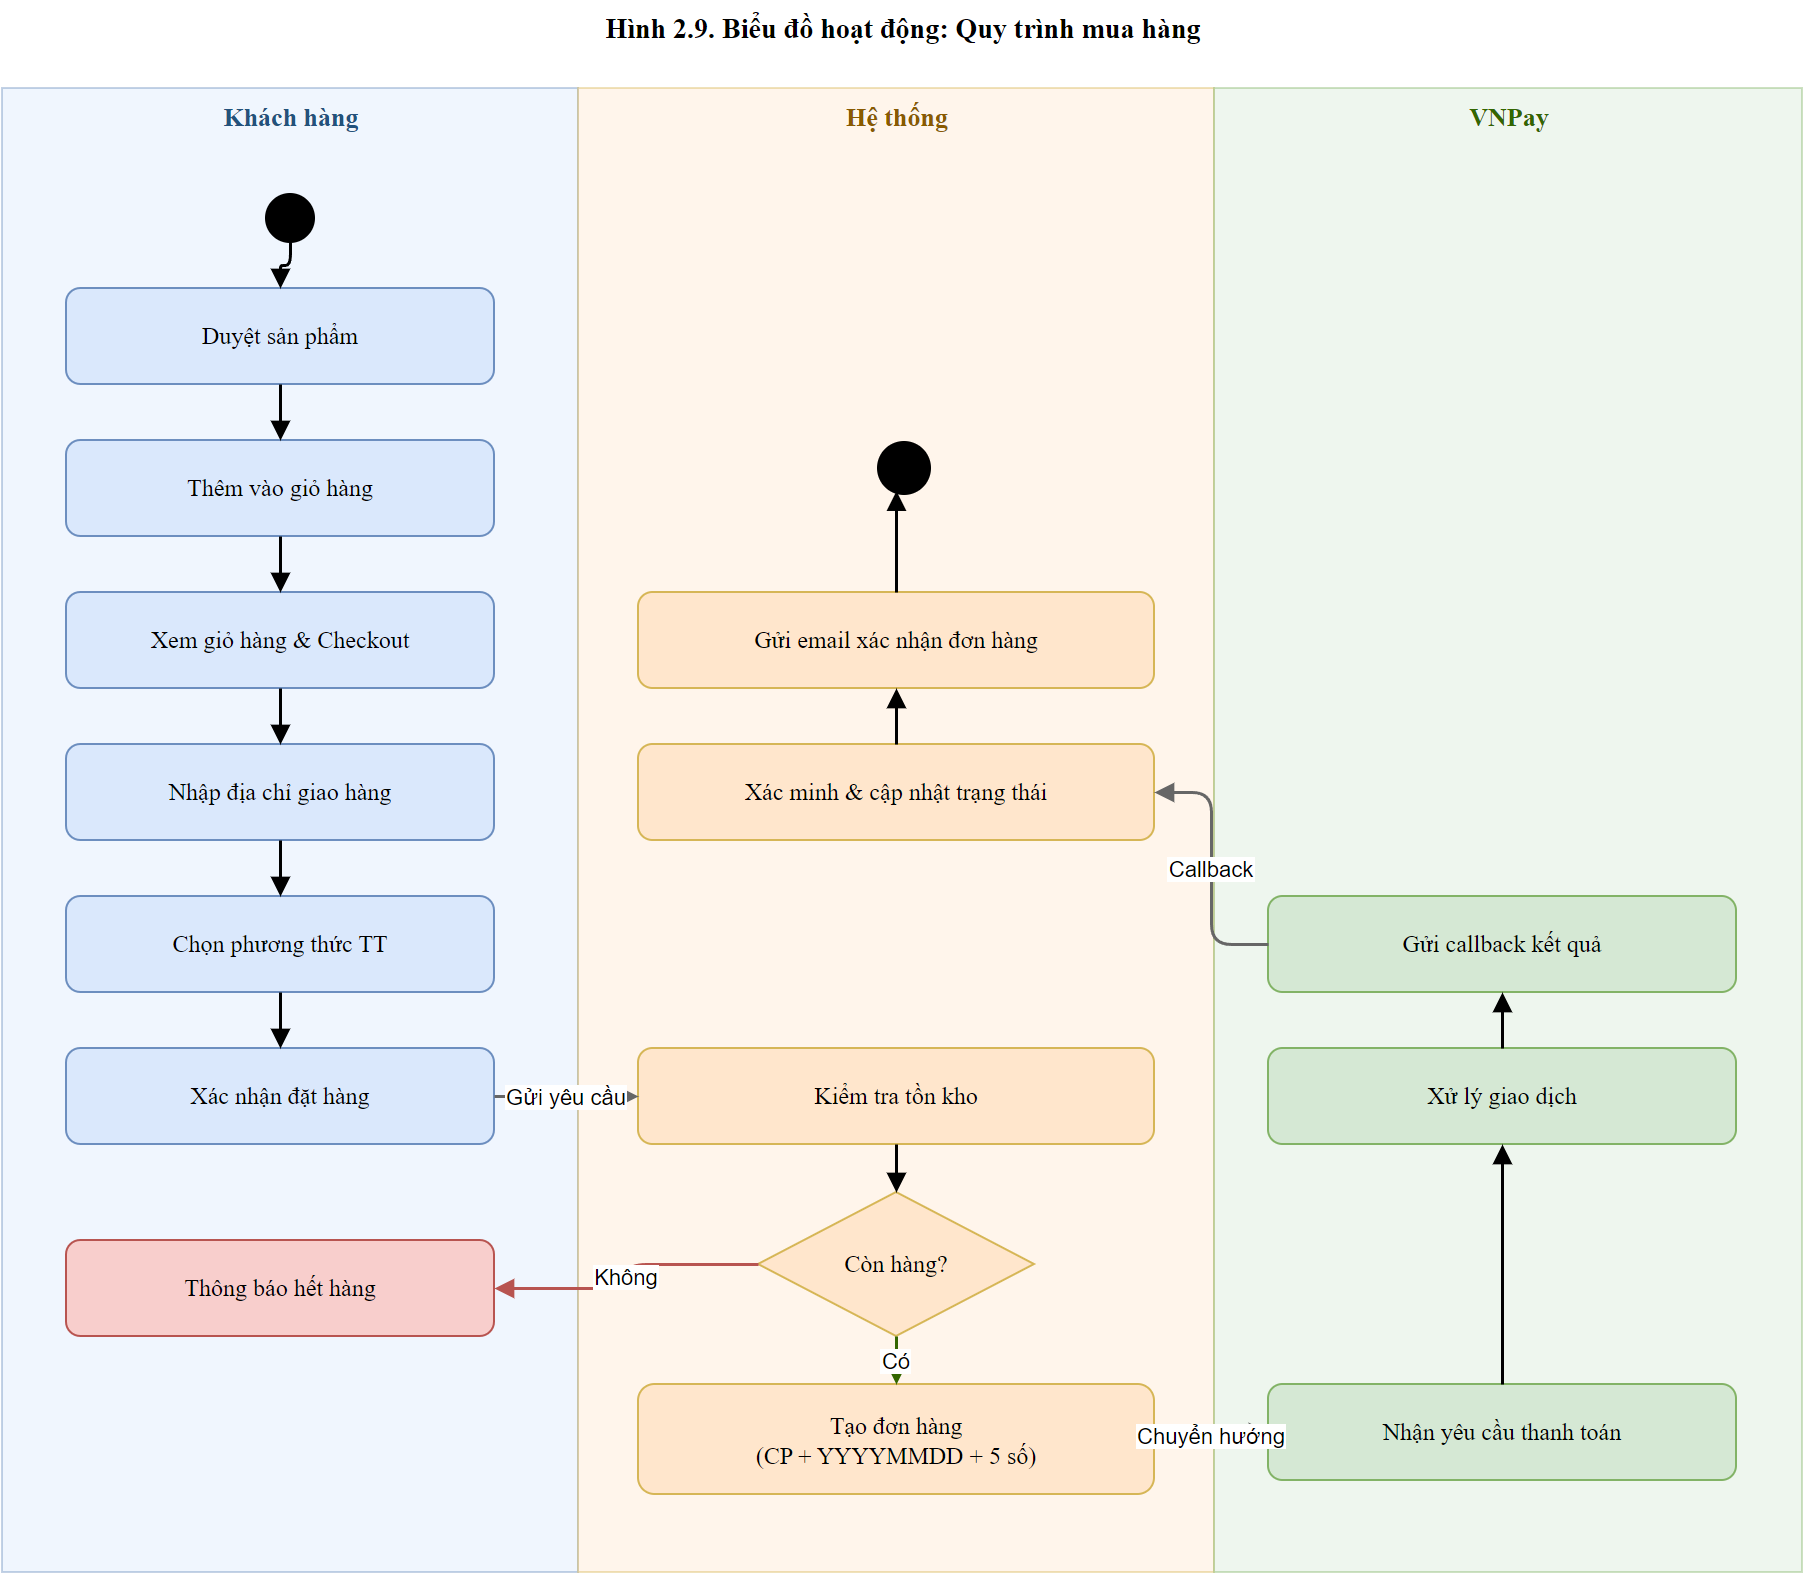 Hình 2.9. Biểu đồ hoạt động: Quy trình mua hàng
Khách hàng
Hệ thống
VNPay
Duyệt sản phẩm
Thêm vào giỏ hàng
Xem giỏ hàng & Checkout
Nhập địa chỉ giao hàng
Chọn phương thức TT
Xác nhận đặt hàng
Gửi yêu cầu
Kiểm tra tồn kho
Còn hàng?
Không
Thông báo hết hàng
Có
Tạo đơn hàng
(CP + YYYYMMDD + 5 số)
Chuyển hướng
Nhận yêu cầu thanh toán
Xử lý giao dịch
Gửi callback kết quả
Callback
Xác minh & cập nhật trạng thái
Gửi email xác nhận đơn hàng